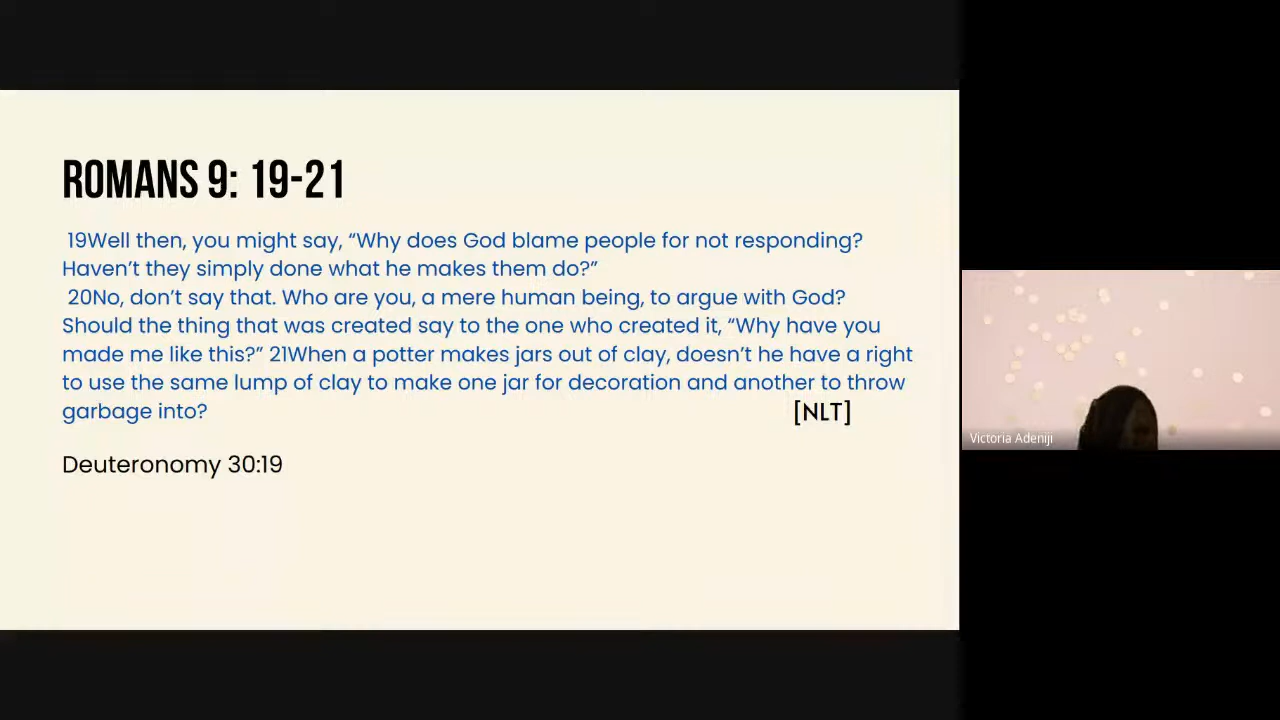 ROMANS 9: 19-21
19Well then, you might say, “Why does God blame people for not responding?
Haven’t they simply done what he makes them do?”
20No, don’t say that. Who are you, a mere human being, to argue with God?
Should the thing that was created say to the one who created it, “Why have you
made me like this?” 21When a potter makes jars out of clay, doesn’t he have a right
to use the same lump of clay to make one jar for decoration and another to throw
garbage into?
[NLT]
Deuteronomy 30:19
Victoria Adeniji